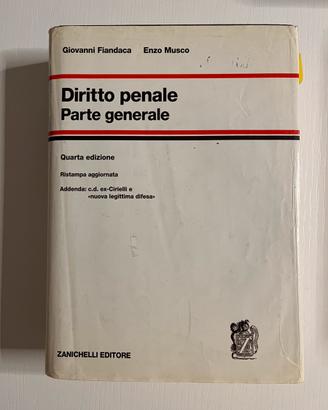 Giovanni Fiandaca Enzo Musco
Diritto penale
Parte generale
Quarta edizione
Ristampa aggiornata
Addenda: c.d. ex-Cirielli e
«nuova legittima difesa»
ZANICHELLI EDITORE